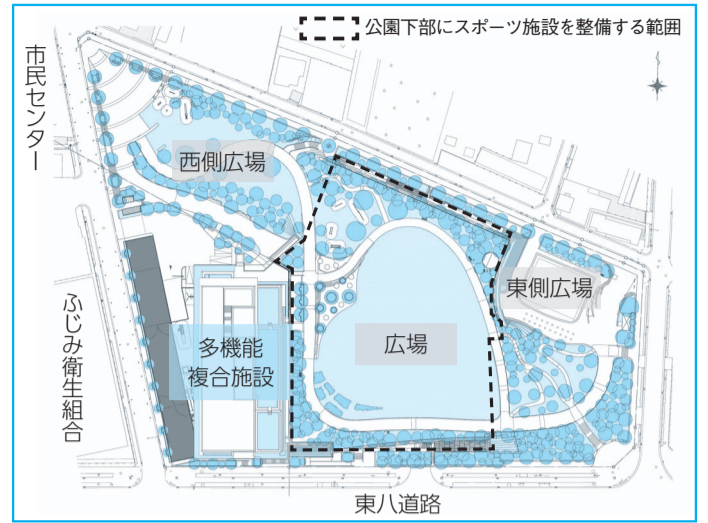 公園下部にスポーツ施設を整備する範囲
市民センター
西側広場
東側広場
ふじみ衛生組合
多機能
複合施設
広場
東八道路